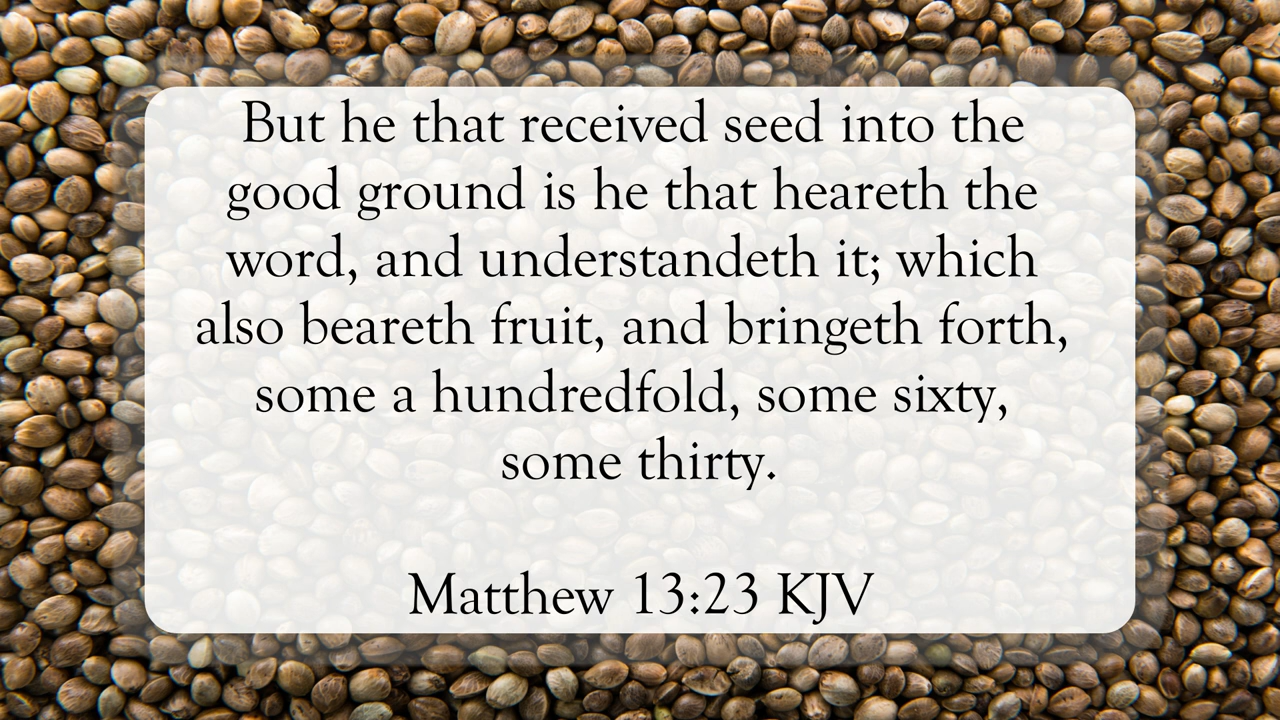 But he that received seed into the
good ground is he that heareth the
word, and understandeth it; which
also beareth fruit, and bringeth forth,
some a hundredfold, some sixty,
some thirty.
Matthew 13:23 KJV